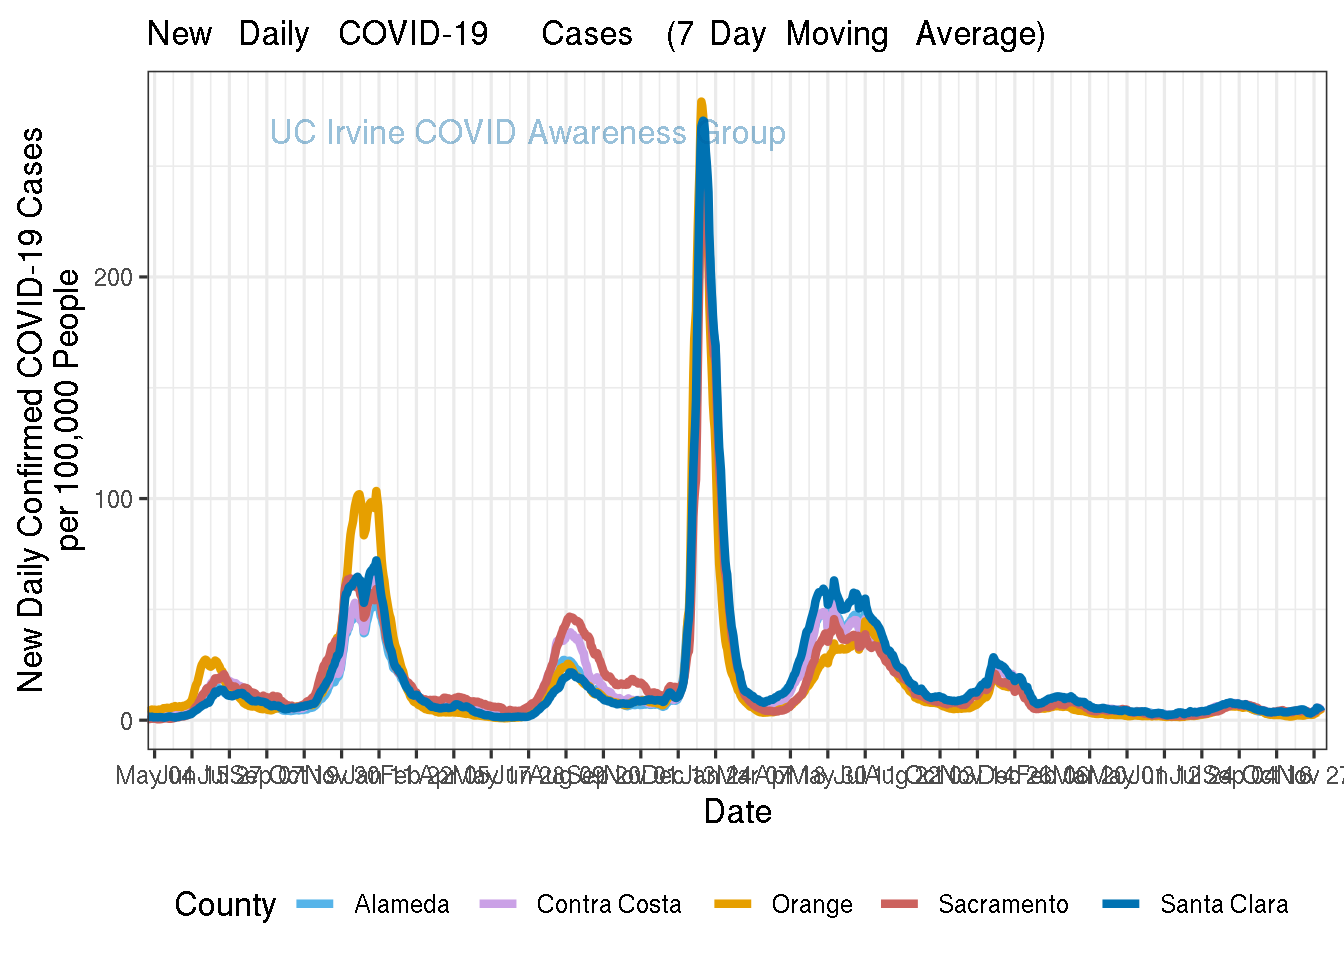 New Daily COVID-19 Cases (7 Day Moving Average)
UC Irvine COVID Awareness Group
New Daily Confirmed COVID-19 Cases
per 100,000 People
200
100
0
Date
County
Alameda
Contra Costa
Orange
Sacramento
Santa Clara